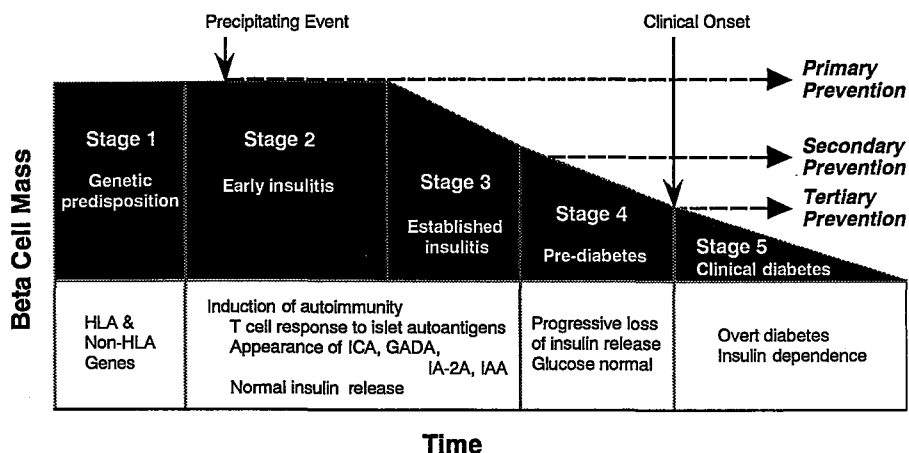 Precipitating Event
Clinical Onset
Primary
Prevention
Secondary
Prevention
Tertiary
Prevention
Beta Cell Mass
Stage 1
Genetic
predisposition
Stage 2
Early insulitis
Stage 3
Established
insulitis
Stage 4
Pre-diabetes
Stage 5
Clinical diabetes
HLA &
Non-HLA
Genes
Induction of autoimmunity
T cell response to islet autoantigens
Appearance of ICA, GADA,
IA-2A, IAA
Normal insulin release
Progressive loss
of insulin release
Glucose normal
Overt diabetes
Insulin dependence
Time